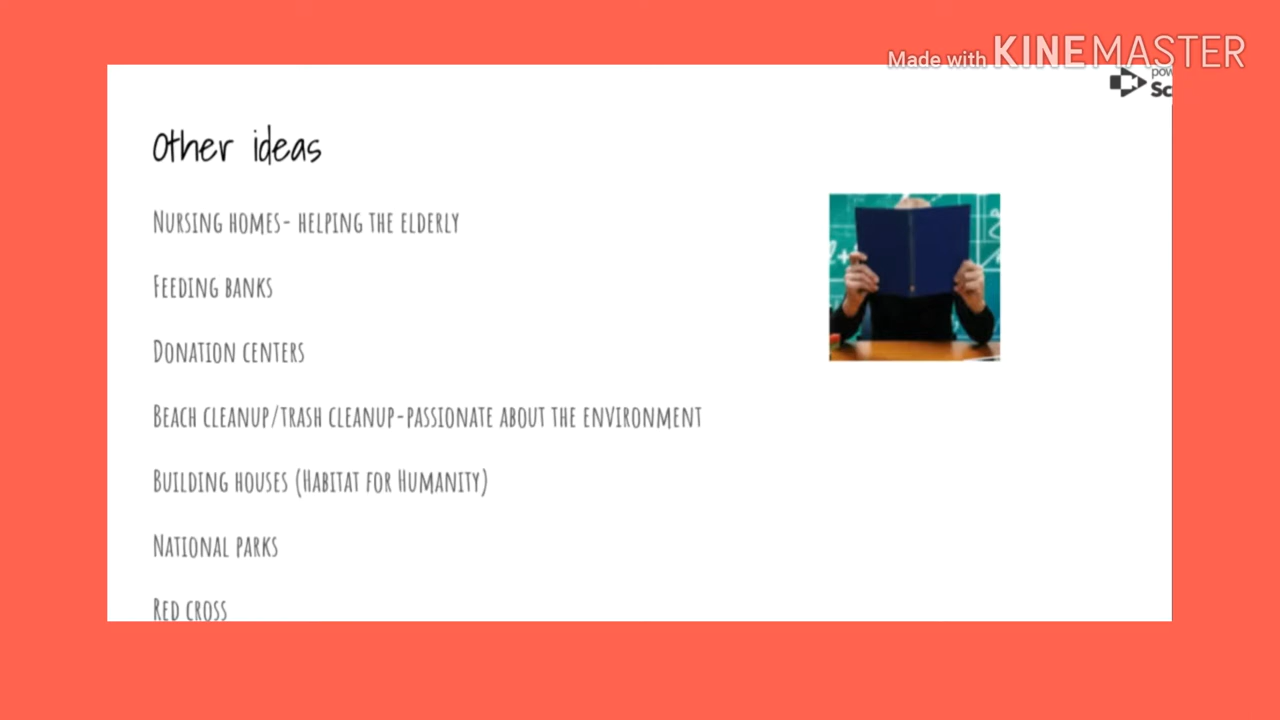 Made with KINEMASTER
Other ideas
Nursing homes- helping the elderly
Feeding banks
Donation centers
Beach cleanup/trash cleanup-passionate about the environment
Building houses (Habitat for Humanity)
National parks
Red cross